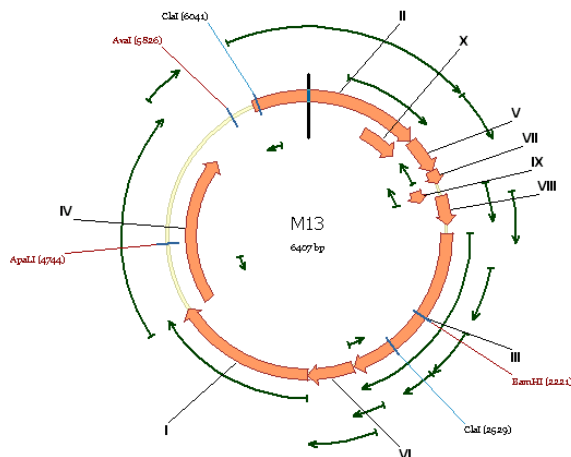 ClaI (6041)
II
X
AvaI (5826)
V
VII
IX
VIII
IV
M13
6407 bp
ApaLI (4744)
III
BamHI (2221)
I
ClaI (2529)
VI